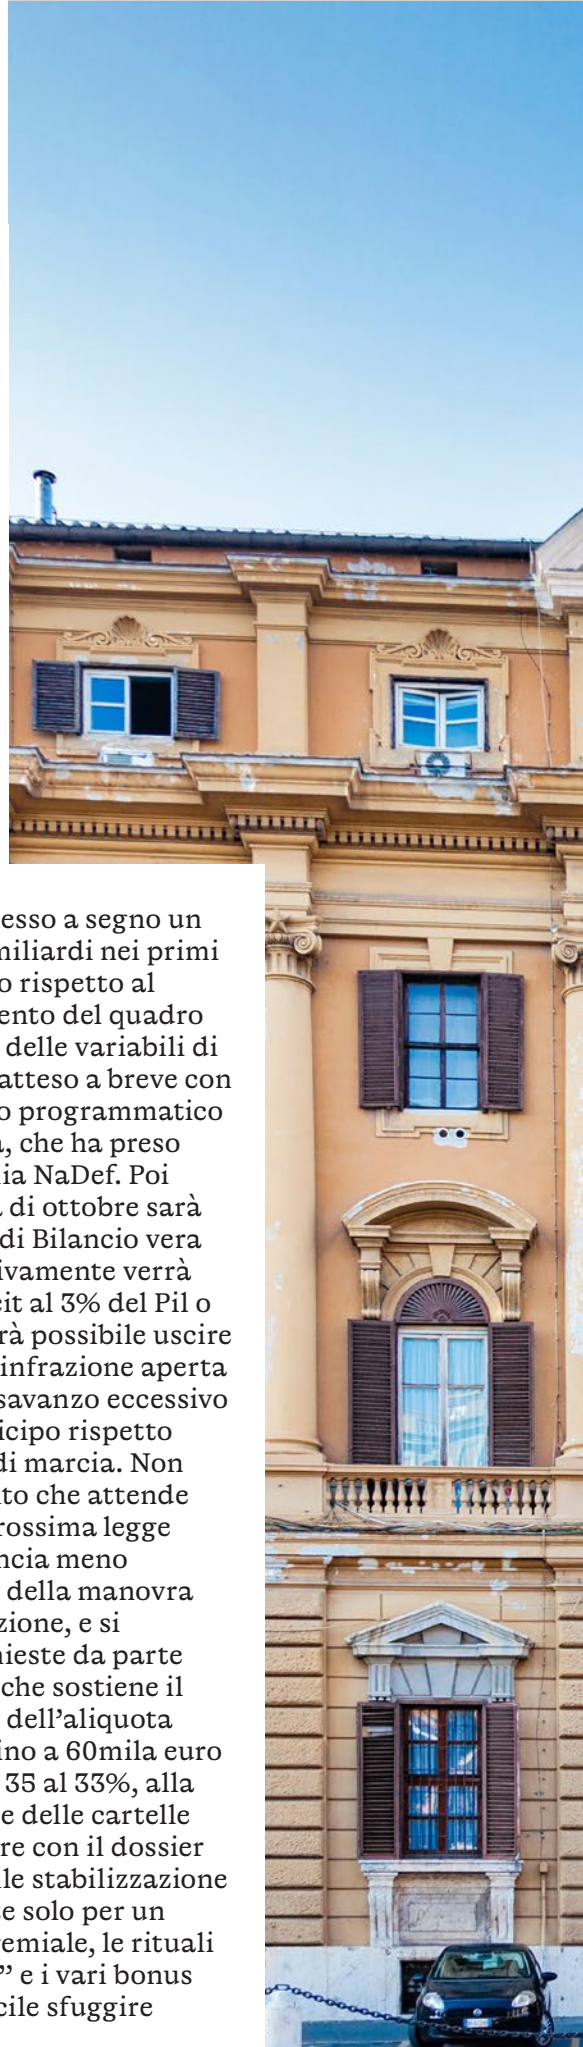 esso a segno un
miliardi nei primi
o rispetto al
ento del quadro
delle variabili di
atteso a breve con
o programmatico
a, che ha preso
ia NaDef. Poi
a di ottobre sarà
di Bilancio vera
ivamente verrà
cit al 3% del Pil o
rà possibile uscire
infrazione aperta
savanzo eccessivo
icipo rispetto
di marcia. Non
to che attende
rossima legge
ncia meno
della manovra
zione, e si
hieste da parte
che sostiene il
dell’aliquota
ino a 60mila euro
35 al 33%, alla
e delle cartelle
re con il dossier
le stabilizzazione
e solo per un
emiale, le rituali
” e i vari bonus
cile sfuggire